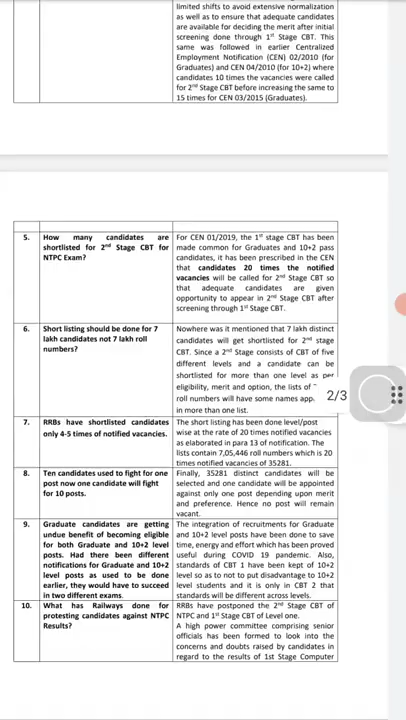 limited shifts to avoid extensive normalization
as well as to ensure that adequate candidates
are available for deciding the merit after initial
screening done through 1st Stage CBT. This
same was followed in earlier Centralized
Employment Notification (CEN) 02/2010 (for
Graduates) and CEN 04/2010 (for 10+2) where
candidates 10 times the vacancies were called
for 2nd Stage CBT before increasing the same to
15 times for CEN 03/2015 (Graduates).
5. How many candidates are
shortlisted for 2nd Stage CBT for
NTPC Exam?
For CEN 01/2019, the 1st stage CBT has been
made common for Graduates and 10+2 pass
candidates, it has been prescribed in the CEN
that candidates 20 times the notified
vacancies will be called for 2nd Stage CBT so
that adequate candidates are given
opportunity to appear in 2nd Stage CBT after
screening through 1st Stage CBT.
6. Short listing should be done for 7
lakh candidates not 7 lakh roll
numbers?
Nowhere was it mentioned that 7 lakh distinct
candidates will get shortlisted for 2nd stage
CBT. Since a 2nd Stage consists of CBT of five
different levels and a candidate can be
shortlisted for more than one level as per
eligibility, merit and option, the lists of
roll numbers will have some names app
in more than one list.
2/3
7. RRBs have shortlisted candidates
only 4-5 times of notified vacancies.
The short listing has been done level/post
wise at the rate of 20 times notified vacancies
as elaborated in para 13 of notification. The
lists contain 7,05,446 roll numbers which is 20
times notified vacancies of 35281.
8. Ten candidates used to fight for one
post now one candidate will fight
for 10 posts.
Finally, 35281 distinct candidates will be
selected and one candidate will be appointed
against only one post depending upon merit
and preference. Hence no post will remain
vacant.
9. Graduate candidates are getting
undue benefit of becoming eligible
for both Graduate and 10+2 level
posts. Had there been different
notifications for Graduate and 10+2
level posts as used to be done
earlier, they would have to succeed
in two different exams.
The integration of recruitments for Graduate
and 10+2 level posts have been done to save
time, energy and effort which has been proved
useful during COVID 19 pandemic. Also,
standards of CBT 1 have been kept of 10+2
level so as to not to put disadvantage to 10+2
level students and it is only in CBT 2 that
standards will be different across levels.
10. What has Railways done for
protesting candidates against NTPC
Results?
RRBs have postponed the 2nd Stage CBT of
NTPC and 1st Stage CBT of Level one.
A high power committee comprising senior
officials has been formed to look into the
concerns and doubts raised by candidates in
regard to the results of 1st Stage Computer